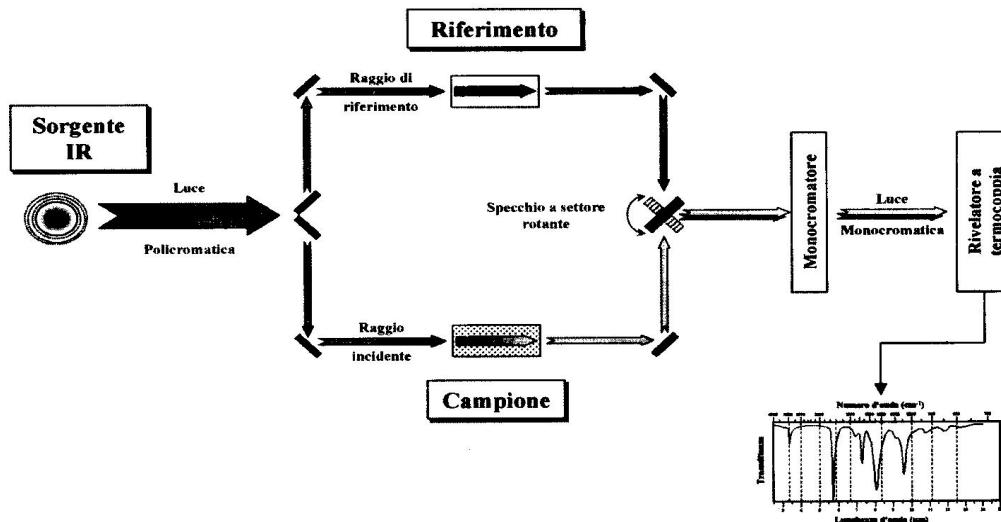 Riferimento
Sorgente
IR
Luce
Policromatica
Raggio di
riferimento
Specchio a settore
rotante
Raggio
incidente
Campione
Monocromatore
Luce
Monocromatica
Rivelatore a
termocoppia
Numero d'onda (cm-1)
Lunghezza d'onda